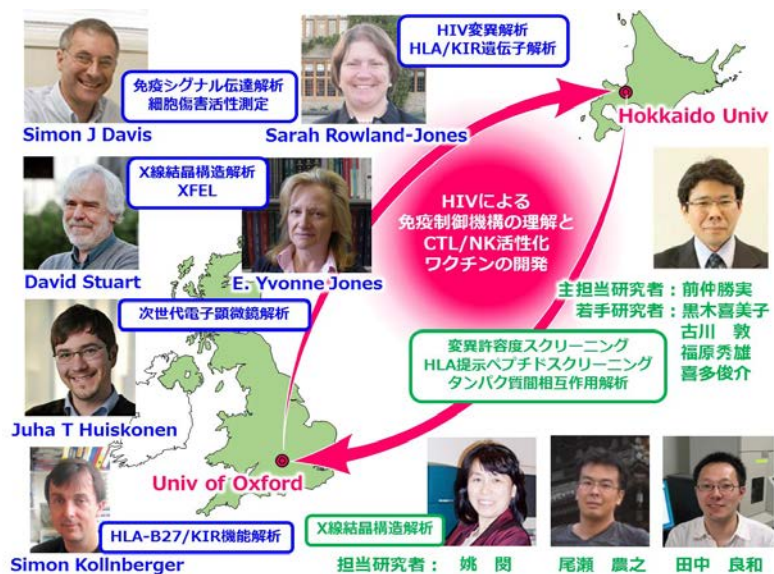 免疫シグナル伝達解析
細胞傷害活性測定
Simon J Davis
HIV変異解析
HLA/KIR遺伝子解析
Sarah Rowland-Jones
Hokkaido Univ
X線結晶構造解析
XFEL
David Stuart
E. Yvonne Jones
HIVによる
免疫制御機構の理解と
CTL/NK活性化
ワクチンの開発
主担当研究者：前仲勝実
若手研究者：黒木喜美子
古川 敦
福原秀雄
喜多俊介
次世代電子顕微鏡解析
Juha T Huiskonen
変異許容度スクリーニング
HLA提示ペプチドスクリーニング
タンパク質間相互作用解析
Univ of Oxford
HLA-B27/KIR機能解析
Simon Kollnberger
X線結晶構造解析
担当研究者： 姚 閔 尾瀬 農之 田中 良和